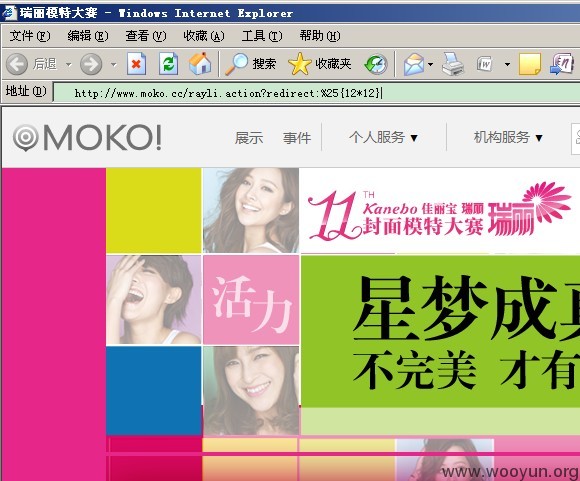 瑞丽模特大赛 - Windows Internet Explorer
文件(F) 编辑(E) 查看(V) 收藏(A) 工具(T) 帮助(H)
后退 搜索 收藏夹
地址(D) http://www.moko.cc/rayli.action?redirect:%25{12*12}
MOKO! 展示 事件 个人服务 ▼ 机构服务 ▼ 名
11TH Kanebo 佳丽宝 瑞丽 瑞丽
封面模特大赛
活力
星梦成真
不完美 才有
www.wooyun.org